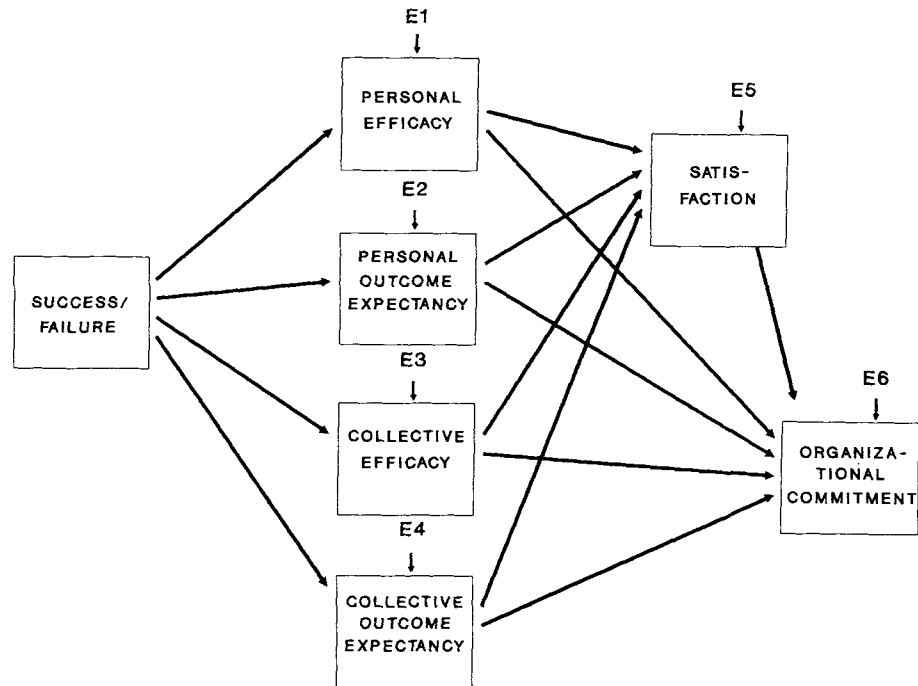 E1
PERSONAL
EFFICACY
E5
SATIS-
FACTION
E2
PERSONAL
OUTCOME
EXPECTANCY
SUCCESS/
FAILURE
E3
COLLECTIVE
EFFICACY
E6
ORGANIZA-
TIONAL
COMMITMENT
E4
COLLECTIVE
OUTCOME
EXPECTANCY